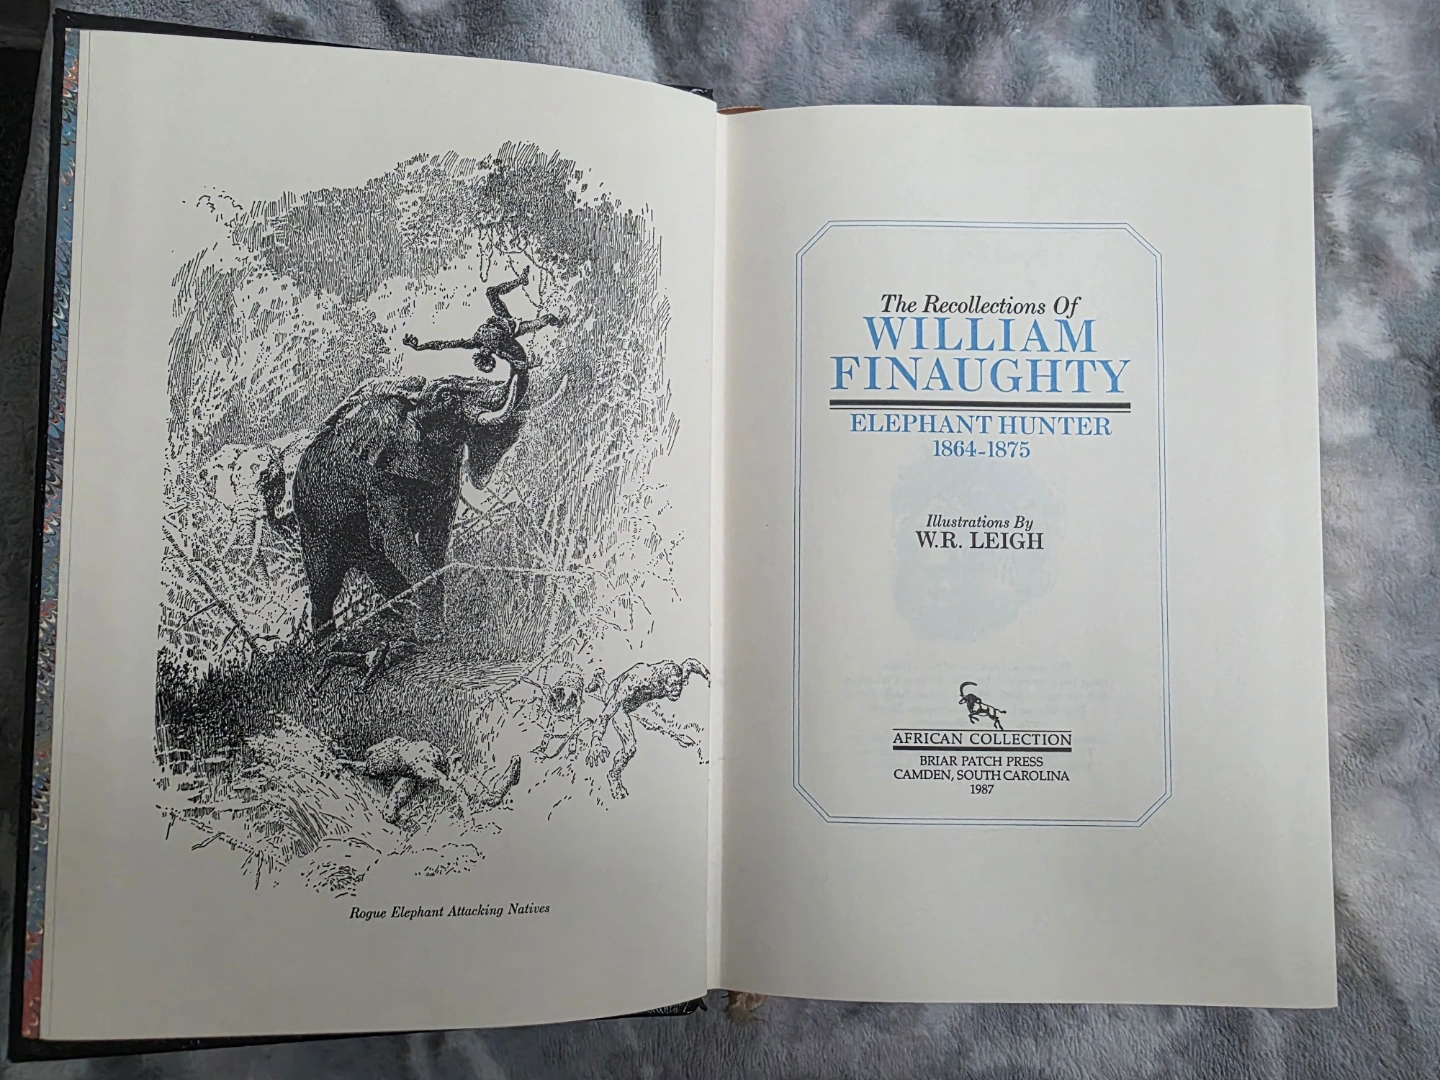 Rogue Elephant Attacking Natives
The Recollections Of
WILLIAM
FINAUGHTY
ELEPHANT HUNTER
1864-1875
Illustrations By
W.R. LEIGH
AFRICAN COLLECTION
BRIAR PATCH PRESS
CAMDEN, SOUTH CAROLINA
1987